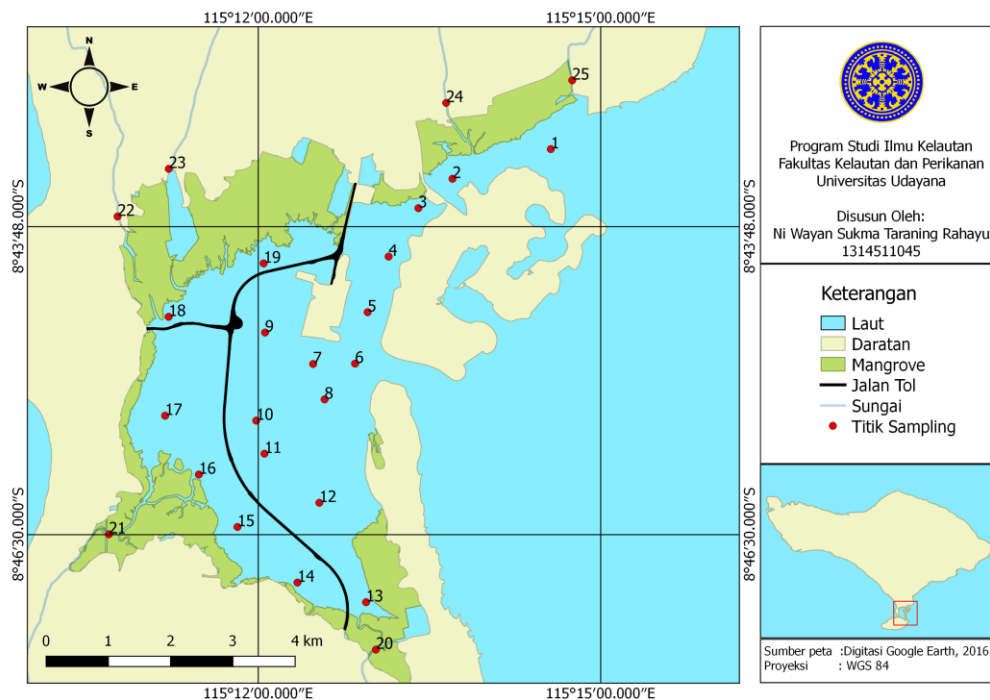 115°12'00.000"E
115°15'00.000"E
N
W
E
S
25
24
1
23
2
3
22
8°43'48.000"S
8°43'48.000"S
4
19
5
18
9
7
6
8
17
10
11
16
12
15
21
8°46'30.000"S
8°46'30.000"S
14
13
20
0
1
2
3
4 km
115°12'00.000"E
115°15'00.000"E
Program Studi Ilmu Kelautan
Fakultas Kelautan dan Perikanan
Universitas Udayana
Disusun Oleh:
Ni Wayan Sukma Taraning Rahayu
1314511045
Keterangan
Laut
Daratan
Mangrove
Jalan Tol
Sungai
Titik Sampling
Sumber peta :Digitasi Google Earth, 2016
Proyeksi : WGS 84